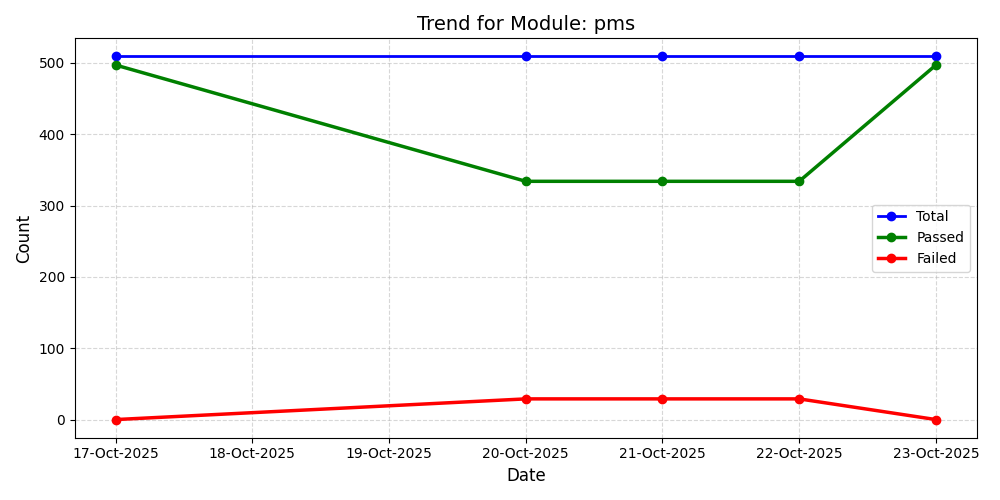 Trend for Module: pms
Count
500
400
300
200
100
0
Total
Passed
Failed
17-Oct-2025
18-Oct-2025
19-Oct-2025
20-Oct-2025
21-Oct-2025
22-Oct-2025
23-Oct-2025
Date